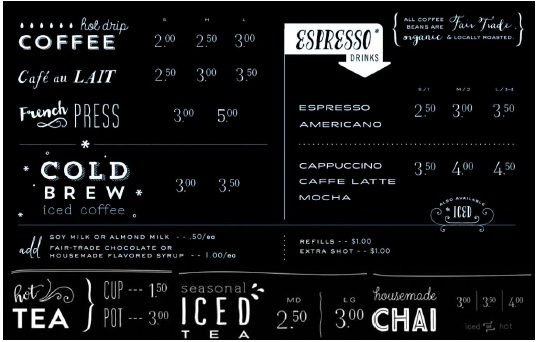 hot drip
COFFEE
S M L
2.00 2.50 3.00
Café au LAIT 2.50 3.00 3.50
French PRESS 3.00 5.00
COLD
BREW
iced coffee
3.00 3.50
ALL COFFEE BEANS ARE Fair Trade,
organic & LOCALLY ROASTED.
ESPRESSO*
DRINKS
S/1 M/2 L/3-4
ESPRESSO 2.50 3.00 3.50
AMERICANO
CAPPUCCINO 3.50 4.00 4.50
CAFFE LATTE
MOCHA
ALSO AVAILABLE
* ICED *
add
SOY MILK OR ALMOND MILK - - .50/ea
FAIR-TRADE CHOCOLATE OR
HOUSEMADE FLAVORED SYRUP - - 1.00/ea
REFILLS - - $1.00
EXTRA SHOT - - $1.00
hot
TEA
CUP --- 1.50
POT --- 3.00
seasonal
ICED
TEA
MD 2.50
LG 3.00
housemade
CHAI
3.00 | 3.50 | 4.00
iced or hot